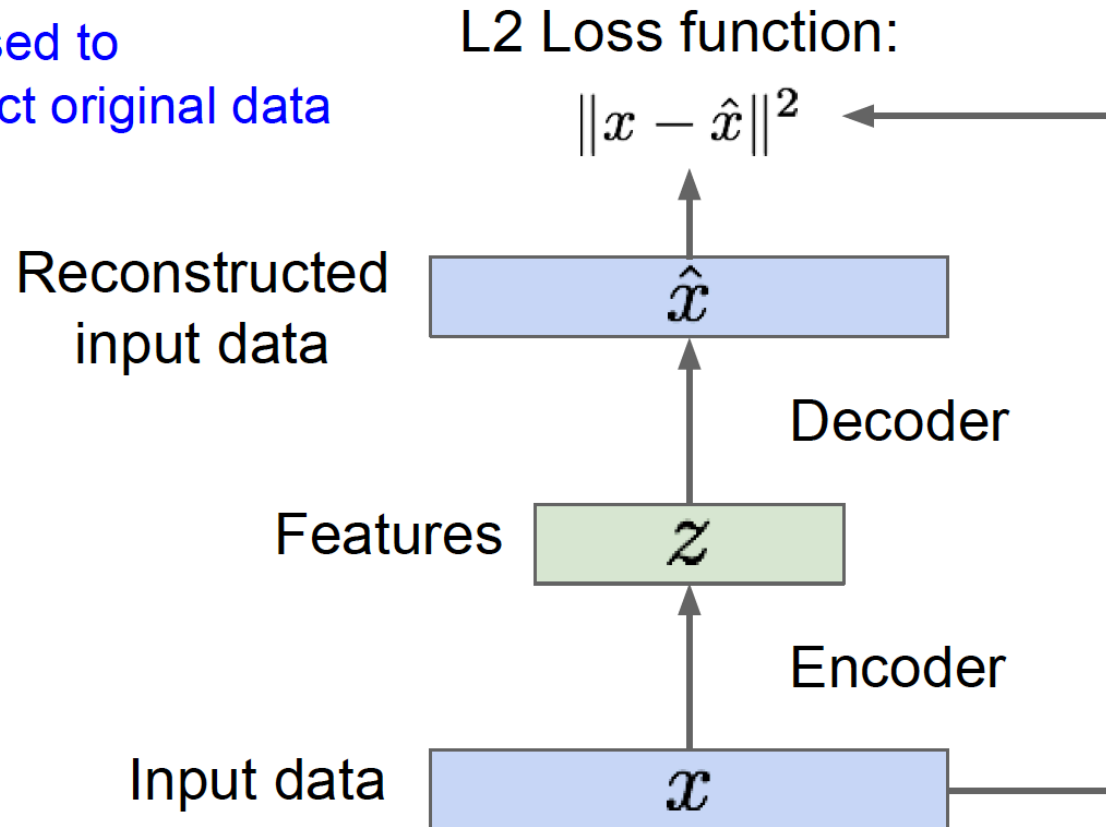 sed to
ct original data
L2 Loss function:
‖x − x̂‖²
Reconstructed
input data
x̂
Decoder
Features
z
Encoder
Input data
x